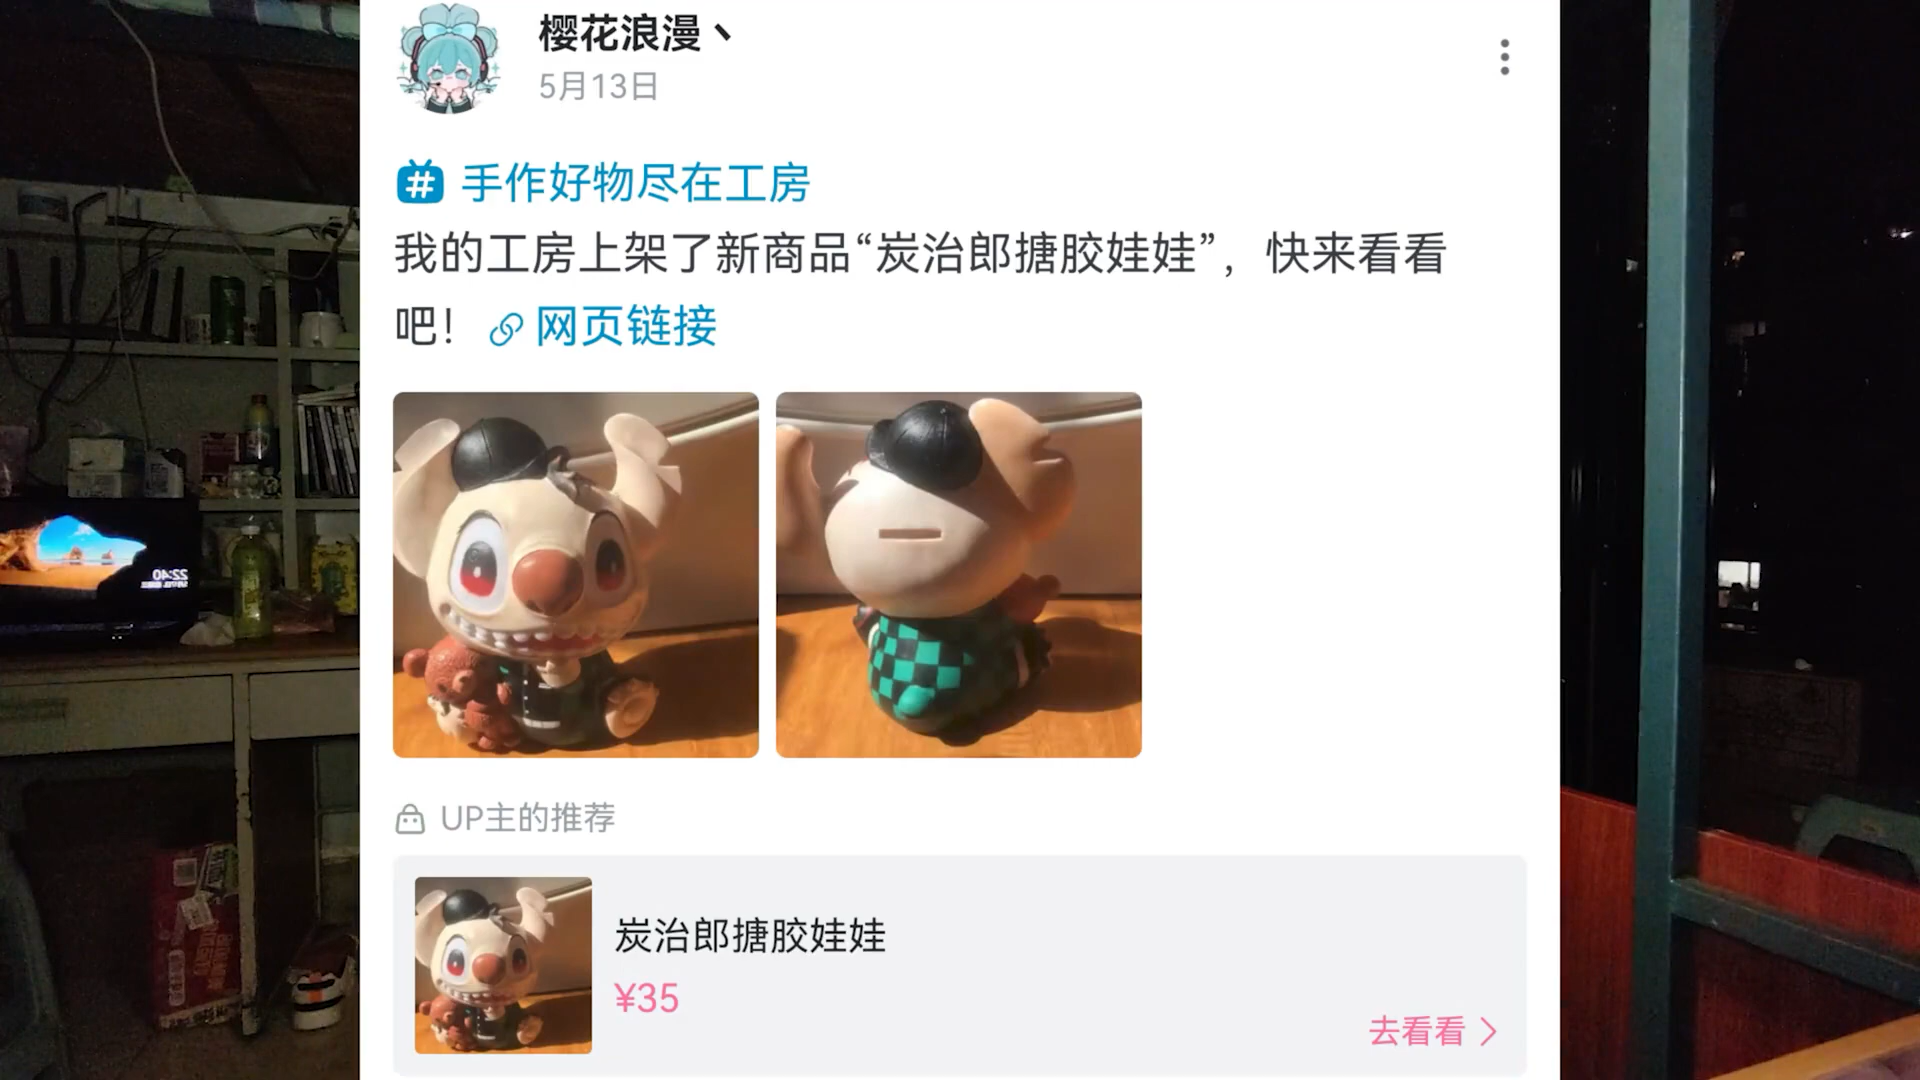 樱花浪漫丶
5月13日
# 手作好物尽在工房
我的工房上架了新商品“炭治郎搪胶娃娃”，快来看看
吧！ 网页链接
UP主的推荐
炭治郎搪胶娃娃
¥35
去看看
22:40